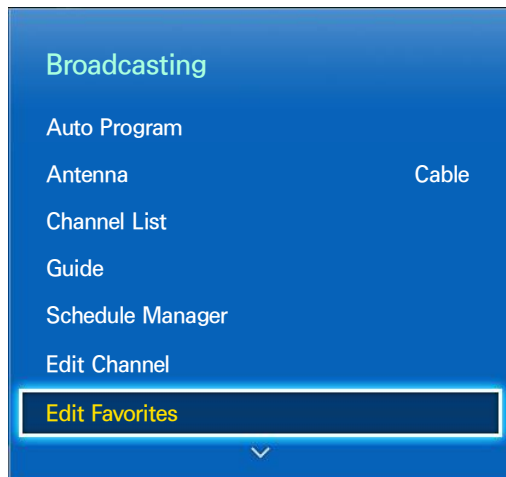 Broadcasting
Auto Program
Antenna Cable
Channel List
Guide
Schedule Manager
Edit Channel
Edit Favorites